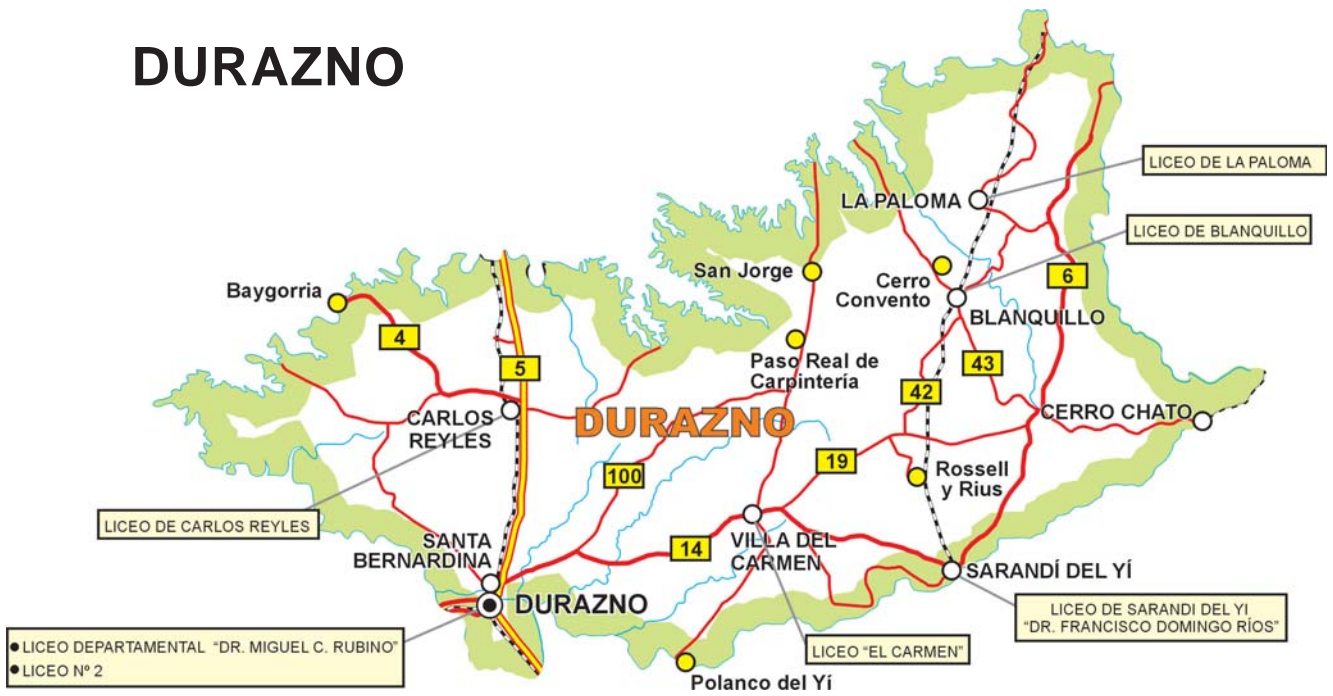 DURAZNO
LICEO DE LA PALOMA
LA PALOMA
LICEO DE BLANQUILLO
San Jorge
Cerro
Convento
6
Baygorria
BLANQUILLO
4
5
Paso Real de
Carpintería
43
42
CARLOS
REYLES
DURAZNO
CERRO CHATO
19
100
Rossell
y Rius
LICEO DE CARLOS REYLES
SANTA
BERNARDINA
14
VILLA DEL
CARMEN
SARANDÍ DEL YÍ
DURAZNO
LICEO DE SARANDI DEL YI
“DR. FRANCISCO DOMINGO RÍOS”
● LICEO DEPARTAMENTAL “DR. MIGUEL C. RUBINO”
● LICEO Nº 2
LICEO “EL CARMEN”
Polanco del Yí